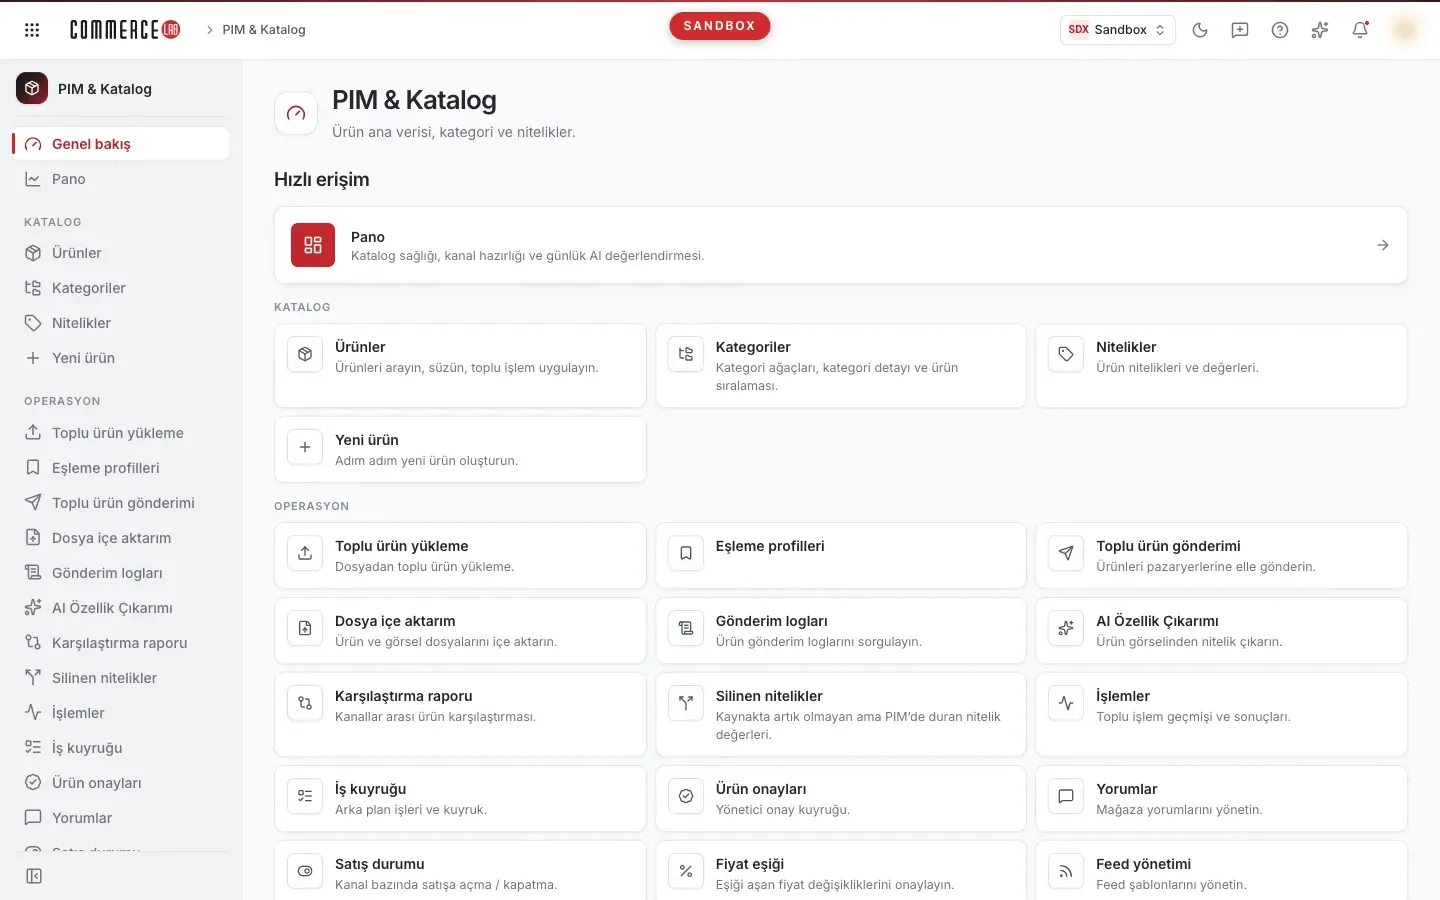 COMMERCE LAB
PIM & Katalog
SANDBOX
SDX Sandbox
PIM & Katalog
Genel bakış
Pano
KATALOG
Ürünler
Kategoriler
Nitelikler
Yeni ürün
OPERASYON
Toplu ürün yükleme
Eşleme profilleri
Toplu ürün gönderimi
Dosya içe aktarım
Gönderim logları
AI Özellik Çıkarımı
Karşılaştırma raporu
Silinen nitelikler
İşlemler
İş kuyruğu
Ürün onayları
Yorumlar
Satış durumu
PIM & Katalog
Ürün ana verisi, kategori ve nitelikler.
Hızlı erişim
Pano
Katalog sağlığı, kanal hazırlığı ve günlük AI değerlendirmesi.
KATALOG
Ürünler
Ürünleri arayın, süzün, toplu işlem uygulayın.
Kategoriler
Kategori ağaçları, kategori detayı ve ürün
sıralaması.
Nitelikler
Ürün nitelikleri ve değerleri.
Yeni ürün
Adım adım yeni ürün oluşturun.
OPERASYON
Toplu ürün yükleme
Dosyadan toplu ürün yükleme.
Eşleme profilleri
Toplu ürün gönderimi
Ürünleri pazaryerlerine elle gönderin.
Dosya içe aktarım
Ürün ve görsel dosyalarını içe aktarın.
Gönderim logları
Ürün gönderim loglarını sorgulayın.
AI Özellik Çıkarımı
Ürün görselinden nitelik çıkarın.
Karşılaştırma raporu
Kanallar arası ürün karşılaştırması.
Silinen nitelikler
Kaynakta artık olmayan ama PIM’de duran nitelik
değerleri.
İşlemler
Toplu işlem geçmişi ve sonuçları.
İş kuyruğu
Arka plan işleri ve kuyruk.
Ürün onayları
Yönetici onay kuyruğu.
Yorumlar
Mağaza yorumlarını yönetin.
Satış durumu
Kanal bazında satışa açma / kapatma.
Fiyat eşiği
Eşiği aşan fiyat değişikliklerini onaylayın.
Feed yönetimi
Feed şablonlarını yönetin.